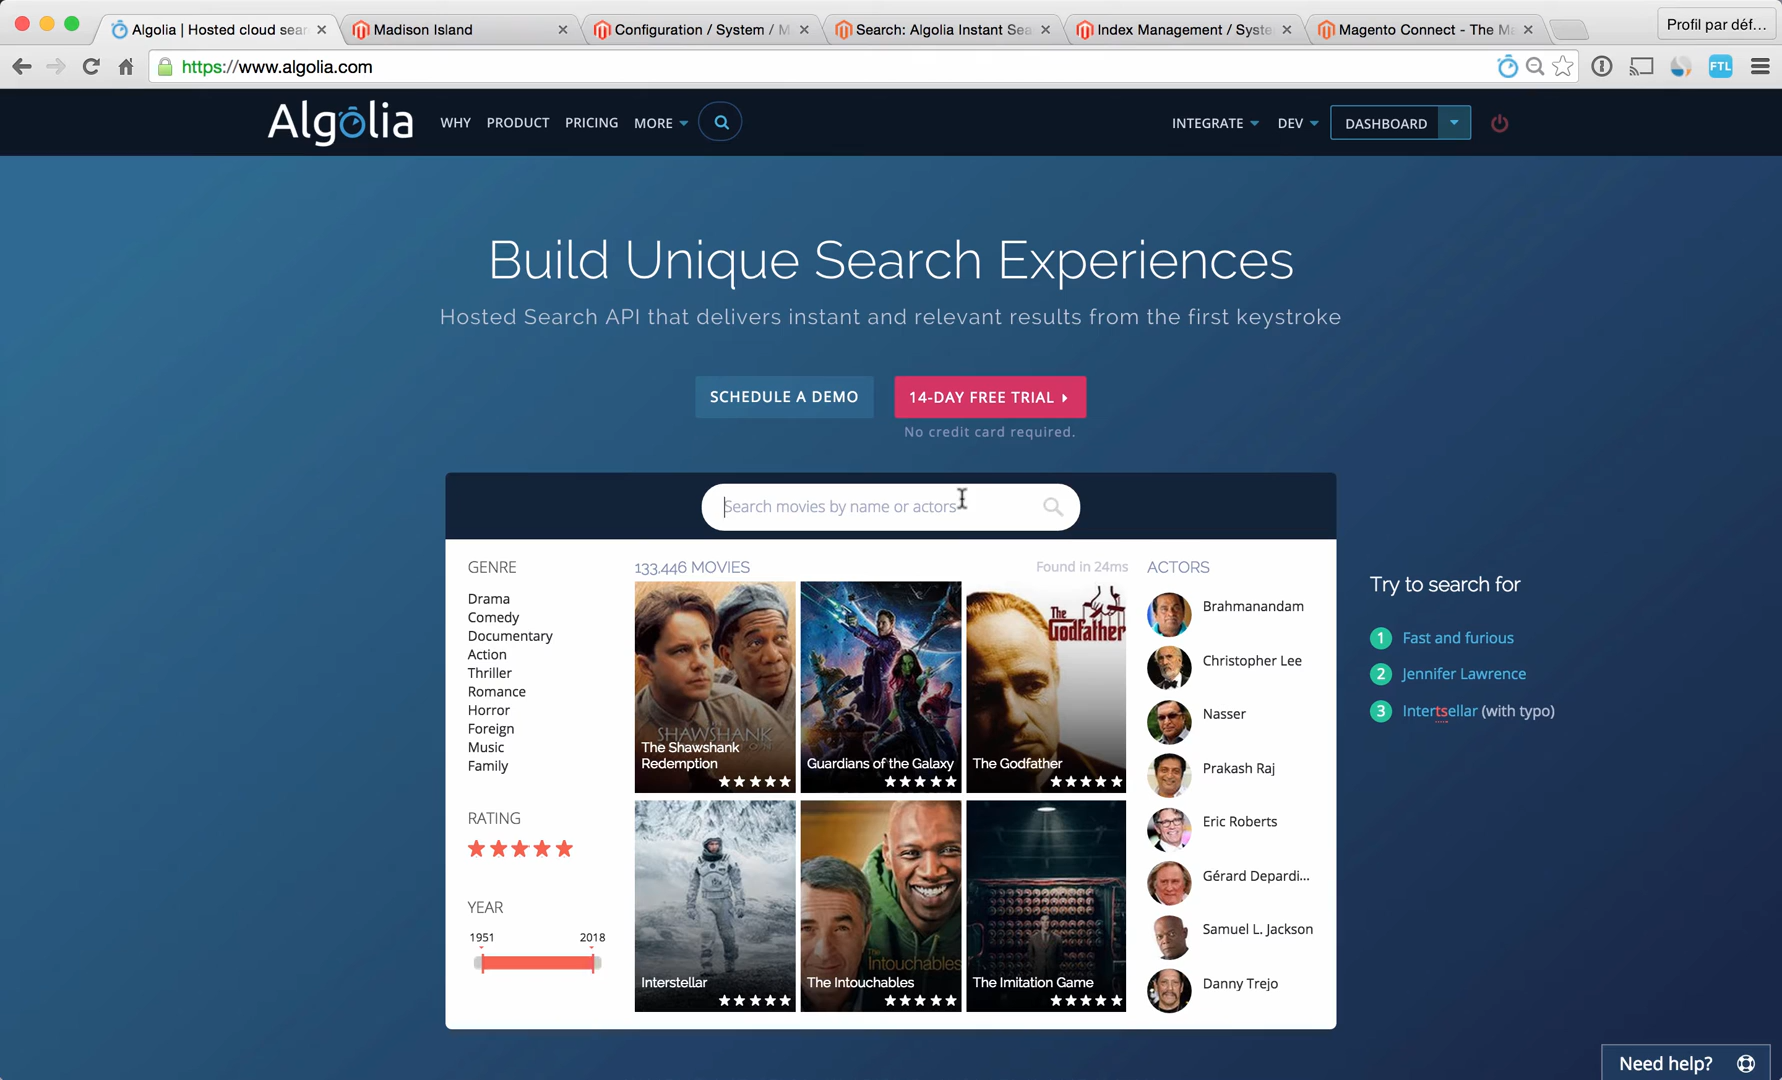 Algolia | Hosted cloud sear
Madison Island
Configuration / System / M
Search: Algolia Instant Sea
Index Management / Syste
Magento Connect - The Ma
Profil par déf…
https://www.algolia.com
FTL
Algolia
WHY
PRODUCT
PRICING
MORE
INTEGRATE
DEV
DASHBOARD
Build Unique Search Experiences
Hosted Search API that delivers instant and relevant results from the first keystroke
SCHEDULE A DEMO
14-DAY FREE TRIAL
No credit card required.
Search movies by name or actors
GENRE
Drama
Comedy
Documentary
Action
Thriller
Romance
Horror
Foreign
Music
Family
RATING
YEAR
1951
2018
133,446 MOVIES
Found in 24ms
SHAWSHANK
The Shawshank
Redemption
Guardians of the Galaxy
The Godfather
The Godfather
Interstellar
Intouchables
The Intouchables
The Imitation Game
ACTORS
Brahmanandam
Christopher Lee
Nasser
Prakash Raj
Eric Roberts
Gérard Depardi...
Samuel L. Jackson
Danny Trejo
Try to search for
1 Fast and furious
2 Jennifer Lawrence
3 Intertsellar (with typo)
Need help?